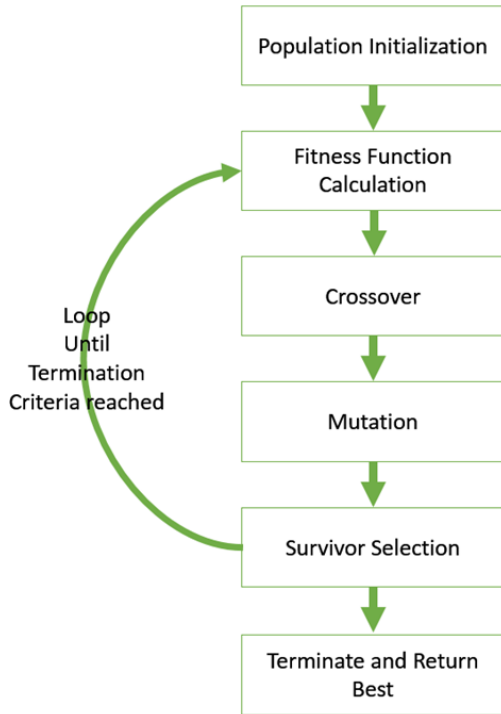 Population Initialization
Fitness Function
Calculation
Crossover
Loop
Until
Termination
Criteria reached
Mutation
Survivor Selection
Terminate and Return
Best